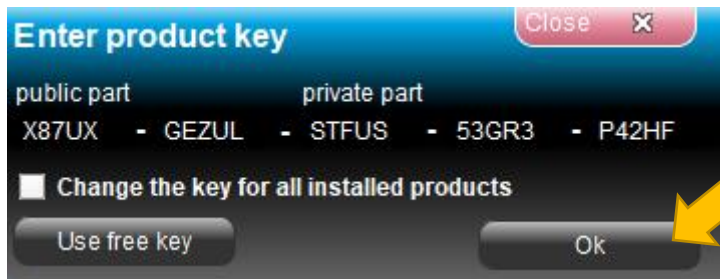 Close
Enter product key
public part private part
X87UX - GEZUL - STFUS - 53GR3 - P42HF
Change the key for all installed products
Use free key Ok